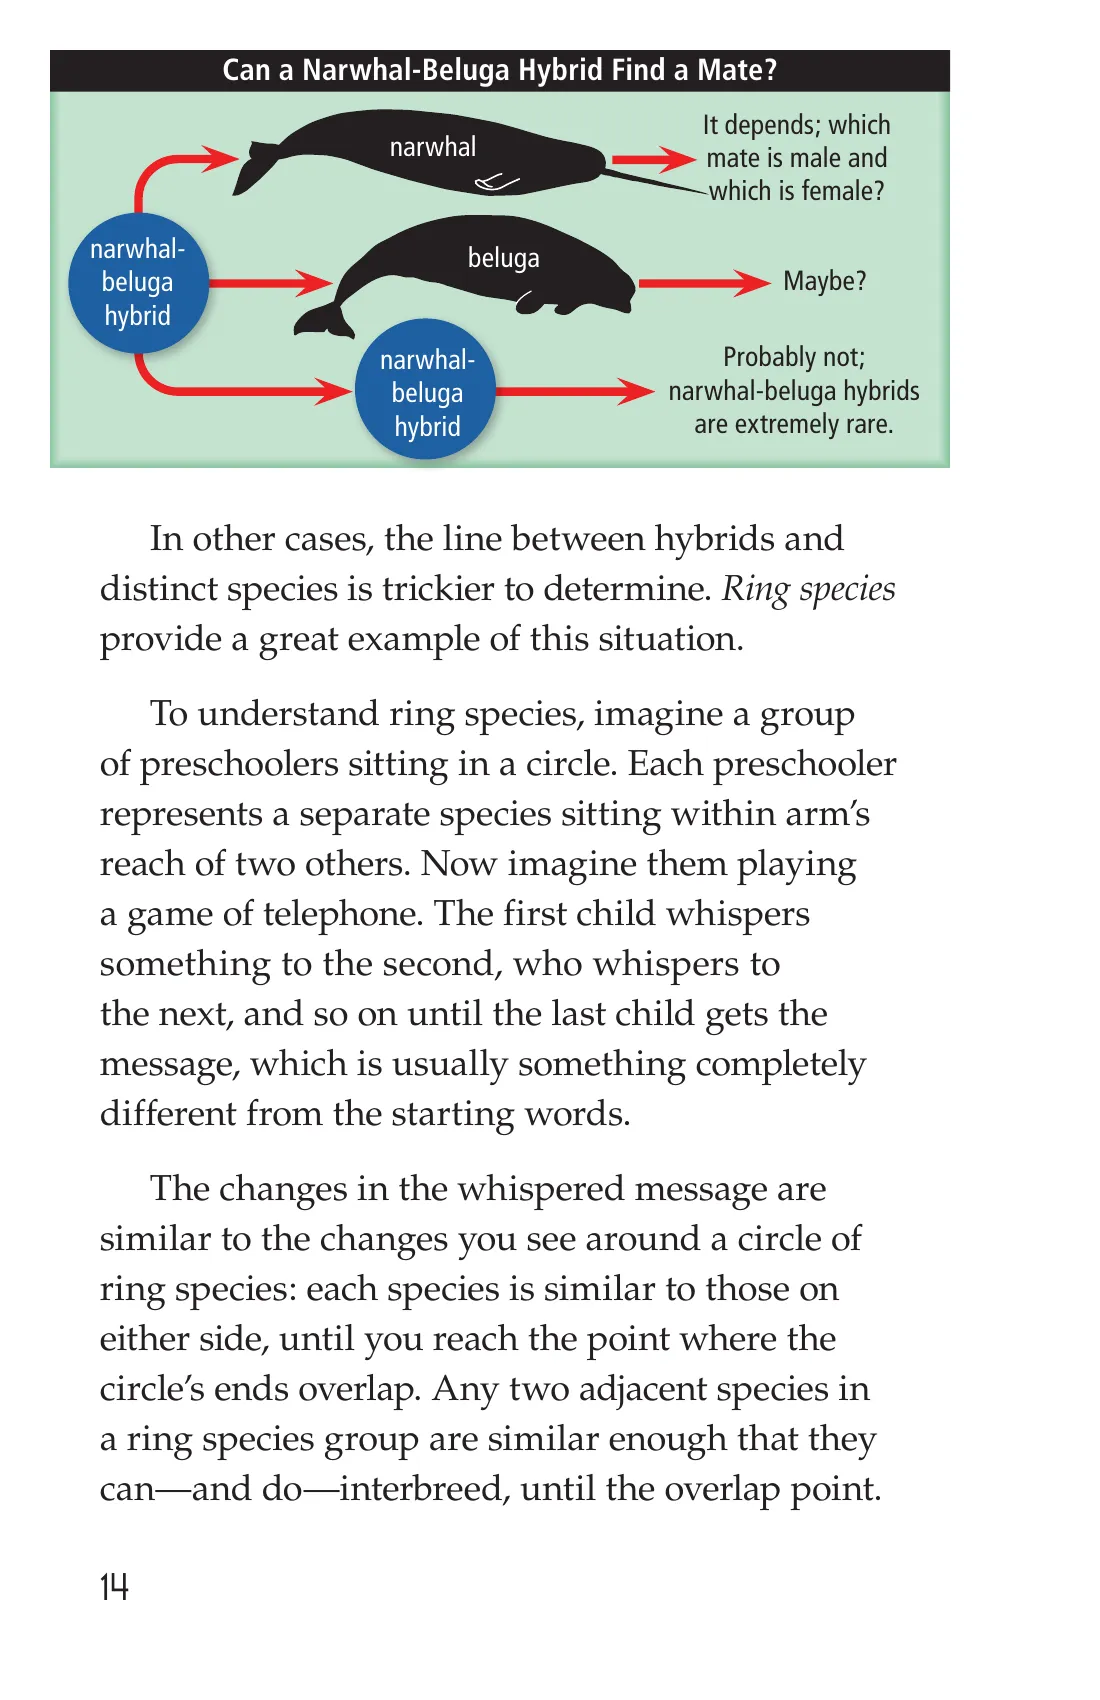 Can a Narwhal-Beluga Hybrid Find a Mate?
narwhal
It depends; which
mate is male and
which is female?
narwhal-
beluga
hybrid
beluga
Maybe?
narwhal-
beluga
hybrid
Probably not;
narwhal-beluga hybrids
are extremely rare.
In other cases, the line between hybrids and
distinct species is trickier to determine. Ring species
provide a great example of this situation.
To understand ring species, imagine a group
of preschoolers sitting in a circle. Each preschooler
represents a separate species sitting within arm’s
reach of two others. Now imagine them playing
a game of telephone. The first child whispers
something to the second, who whispers to
the next, and so on until the last child gets the
message, which is usually something completely
different from the starting words.
The changes in the whispered message are
similar to the changes you see around a circle of
ring species: each species is similar to those on
either side, until you reach the point where the
circle’s ends overlap. Any two adjacent species in
a ring species group are similar enough that they
can—and do—interbreed, until the overlap point.
14